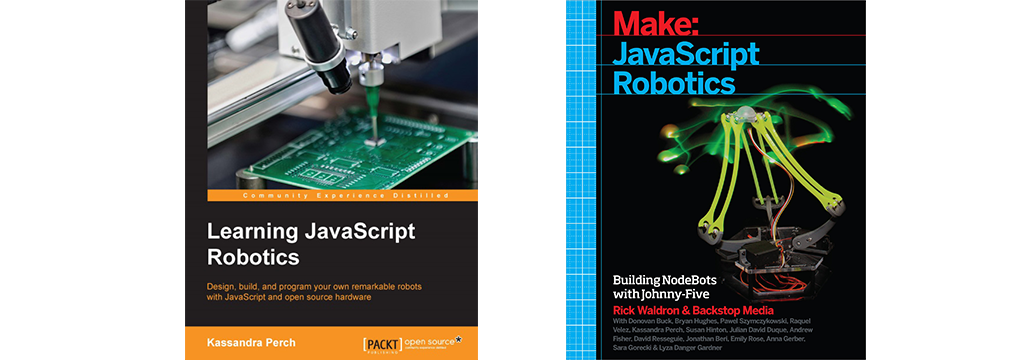 Community Experience Distilled
Learning JavaScript
Robotics
Design, build, and program your own remarkable robots
with JavaScript and open source hardware
Kassandra Perch
[PACKT] open source*
PUBLISHING community experience distilled
Make:
JavaScript
Robotics
Building NodeBots
with Johnny-Five
Rick Waldron & Backstop Media
With Donovan Buck, Bryan Hughes, Pawel Szymczykowski, Raquel
Velez, Kassandra Perch, Susan Hinton, Julian David Duque, Andrew
Fisher, David Resseguie, Jonathan Beri, Emily Rose, Anna Gerber,
Sara Gorecki & Lyza Danger Gardner